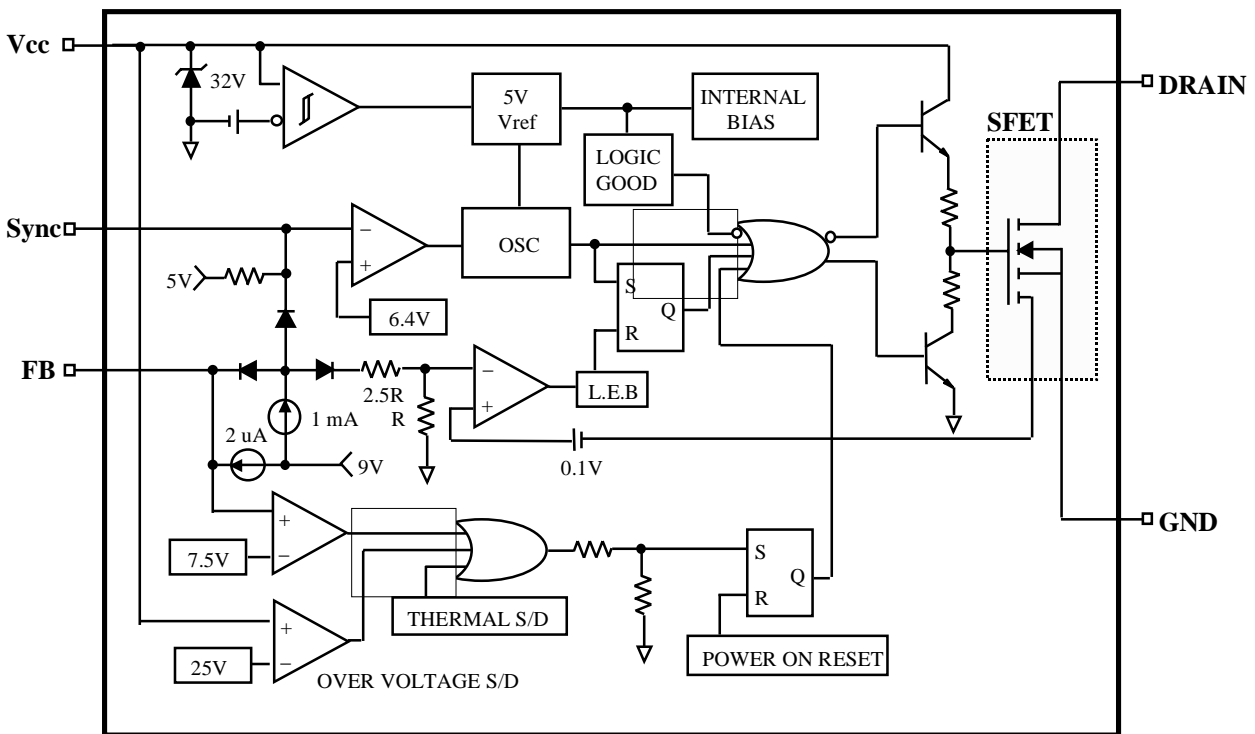 Vcc
32V
5V
Vref
INTERNAL
BIAS
DRAIN
SFET
LOGIC
GOOD
Sync
−
+
OSC
5V
6.4V
S
Q
R
FB
2.5R
R
−
+
L.E.B
1 mA
2 uA
9V
0.1V
GND
+
−
7.5V
THERMAL S/D
S
Q
R
POWER ON RESET
+
−
25V
OVER VOLTAGE S/D